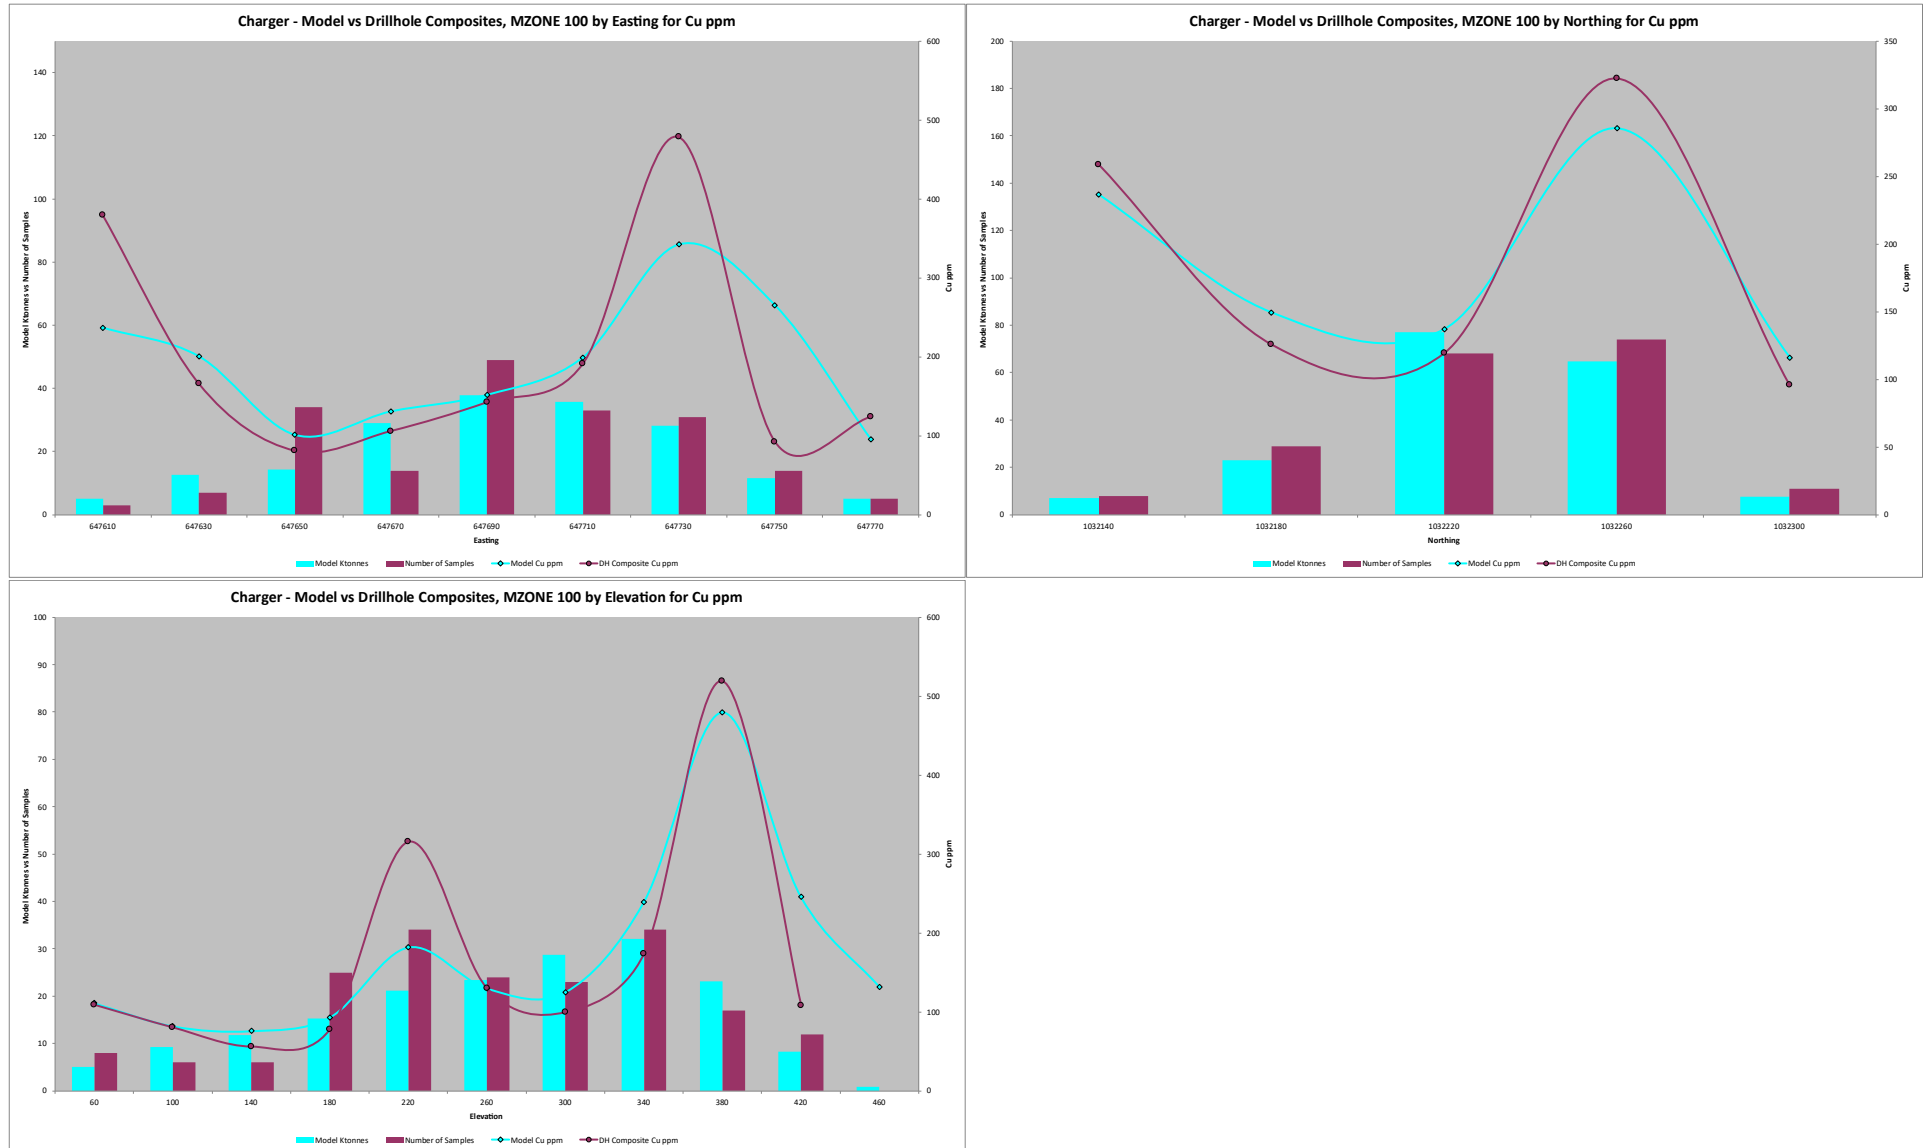 Charger - Model vs Drillhole Composites, MZONE 100 by Easting for Cu ppm
Model Ktonnes vs Number of Samples
140
120
100
80
60
40
20
0
600
500
400
300
200
100
0
Cu ppm
647610 647630 647650 647670 647690 647710 647730 647750 647770
Easting
Model Ktonnes Number of Samples Model Cu ppm DH Composite Cu ppm
Charger - Model vs Drillhole Composites, MZONE 100 by Northing for Cu ppm
Model Ktonnes vs Number of Samples
200
180
160
140
120
100
80
60
40
20
0
350
300
250
200
150
100
50
0
Cu ppm
1032140 1032180 1032220 1032260 1032300
Northing
Model Ktonnes Number of Samples Model Cu ppm DH Composite Cu ppm
Charger - Model vs Drillhole Composites, MZONE 100 by Elevation for Cu ppm
Model Ktonnes vs Number of Samples
100
90
80
70
60
50
40
30
20
10
0
600
500
400
300
200
100
0
Cu ppm
60 100 140 180 220 260 300 340 380 420 460
Elevation
Model Ktonnes Number of Samples Model Cu ppm DH Composite Cu ppm